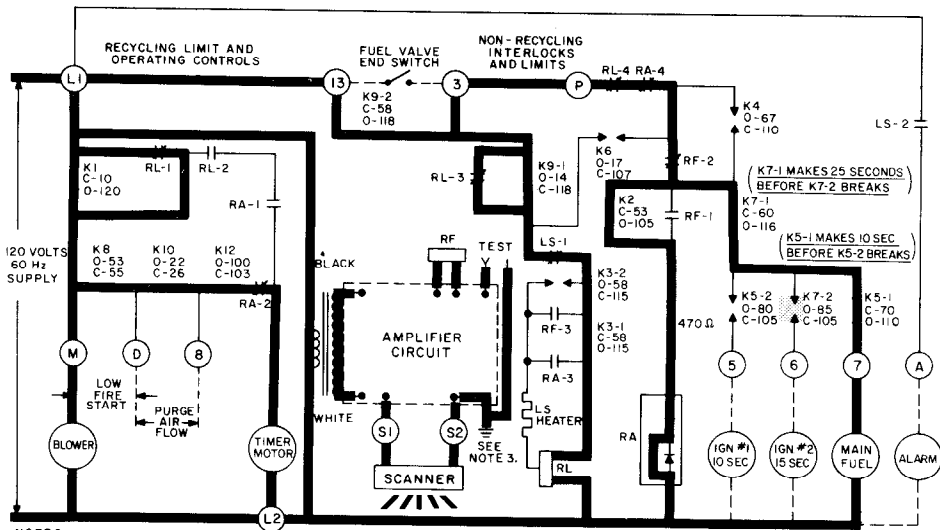 RECYCLING LIMIT AND
OPERATING CONTROLS
FUEL VALVE
END SWITCH
NON-RECYCLING
INTERLOCKS
AND LIMITS
L1
13
3
P
RL-4
RA-4
K9-2
C-58
O-118
K4
O-67
C-110
LS-2
K1
C-10
O-120
RL-1
RL-2
RA-1
RL-3
K9-1
O-14
C-118
K6
O-17
C-107
RF-2
K7-1 MAKES 25 SECONDS
BEFORE K7-2 BREAKS
K2
C-53
O-105
RF-1
K7-1
C-60
O-116
K5-1 MAKES 10 SEC
BEFORE K5-2 BREAKS
120 VOLTS
60 Hz
SUPPLY
K8
O-53
C-55
K10
O-22
C-26
K12
O-100
C-103
RA-2
BLACK
RF
TEST
LS-1
K3-2
O-58
C-115
470Ω
K5-2
O-80
C-105
K7-2
O-85
C-105
K5-1
C-70
O-110
AMPLIFIER
CIRCUIT
RF-3
K3-1
C-58
O-115
RA-3
M
D
8
5
6
7
A
LOW
FIRE
START
PURGE
AIR
FLOW
WHITE
S1
S2
SEE
NOTE 3.
LS
HEATER
RA
BLOWER
TIMER
MOTOR
SCANNER
RL
IGN #1
10 SEC
IGN #2
15 SEC
MAIN
FUEL
ALARM
L2